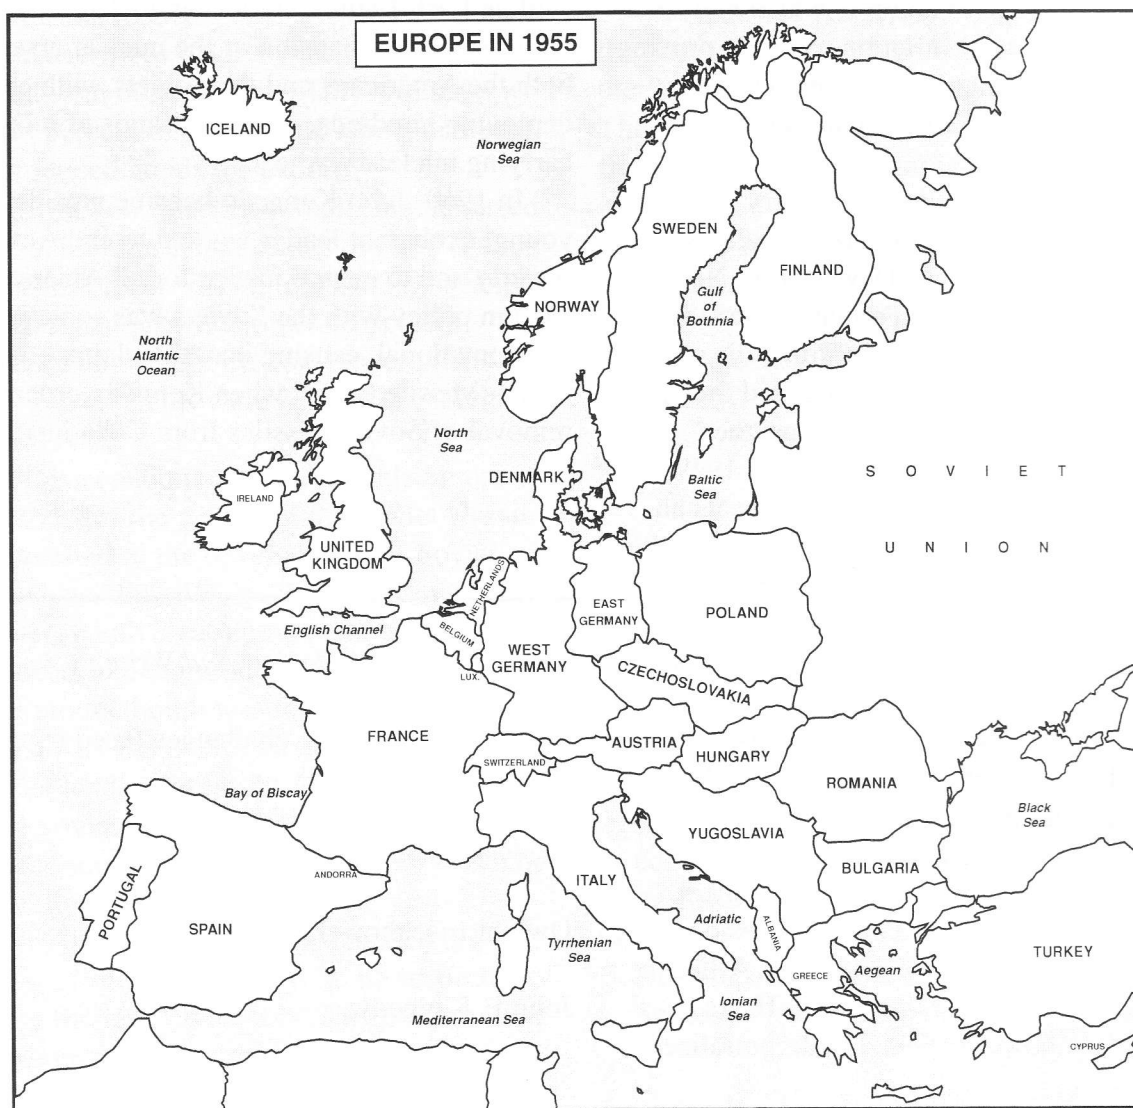 EUROPE IN 1955
ICELAND
Norwegian
Sea
SWEDEN
FINLAND
NORWAY
Gulf
of
Bothnia
North
Atlantic
Ocean
North
Sea
DENMARK
Baltic
Sea
S O V I E T
U N I O N
IRELAND
UNITED
KINGDOM
NETHERLANDS
EAST
GERMANY
POLAND
English Channel
BELGIUM
WEST
GERMANY
LUX.
CZECHOSLOVAKIA
FRANCE
AUSTRIA
HUNGARY
SWITZERLAND
ROMANIA
Bay of Biscay
Black
Sea
YUGOSLAVIA
BULGARIA
ANDORRA
ITALY
PORTUGAL
SPAIN
Adriatic
ALBANIA
Tyrrhenian
Sea
TURKEY
GREECE
Aegean
Ionian
Sea
Mediterranean Sea
CYPRUS